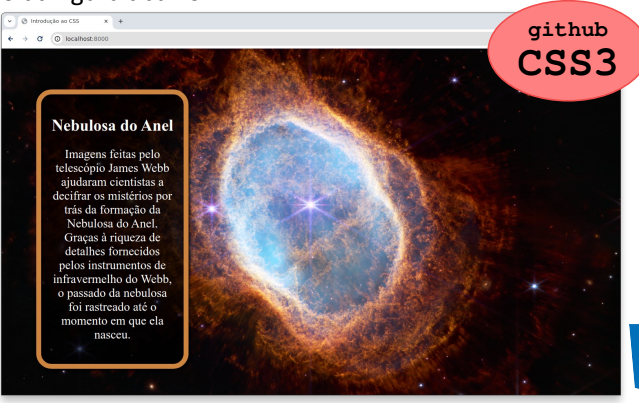 Introdução ao CSS
localhost:8000
github
CSS3
Nebulosa do Anel
Imagens feitas pelo
telescópio James Webb
ajudaram cientistas a
decifrar os mistérios por
trás da formação da
Nebulosa do Anel.
Graças à riqueza de
detalhes fornecidos
pelos instrumentos de
infravermelho do Webb,
o passado da nebulosa
foi rastreado até o
momento em que ela
nasceu.